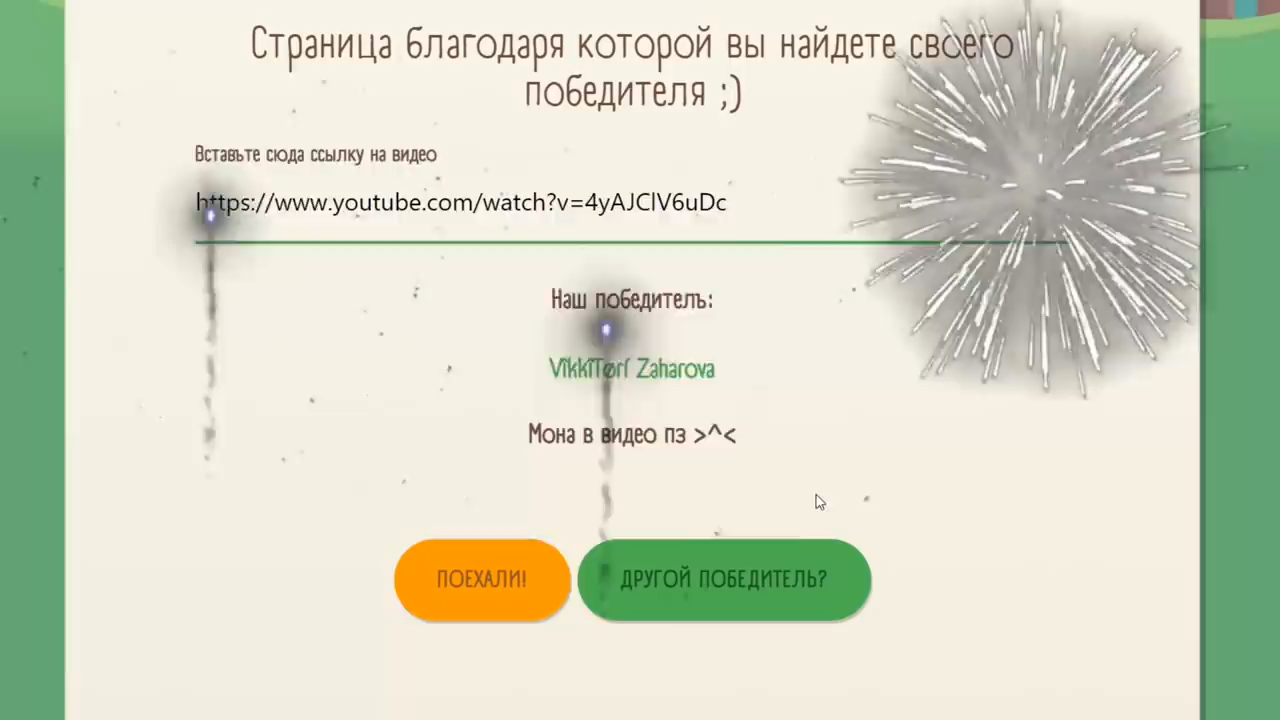 Страница благодаря которой вы найдете своего
победителя ;)
Вставьте сюда ссылку на видео
https://www.youtube.com/watch?v=4yAJClV6uDc
Наш победитель:
VîkkîTørî Zaharova
Мона в видео пз >^<
ПОЕХАЛИ!
ДРУГОЙ ПОБЕДИТЕЛЬ?